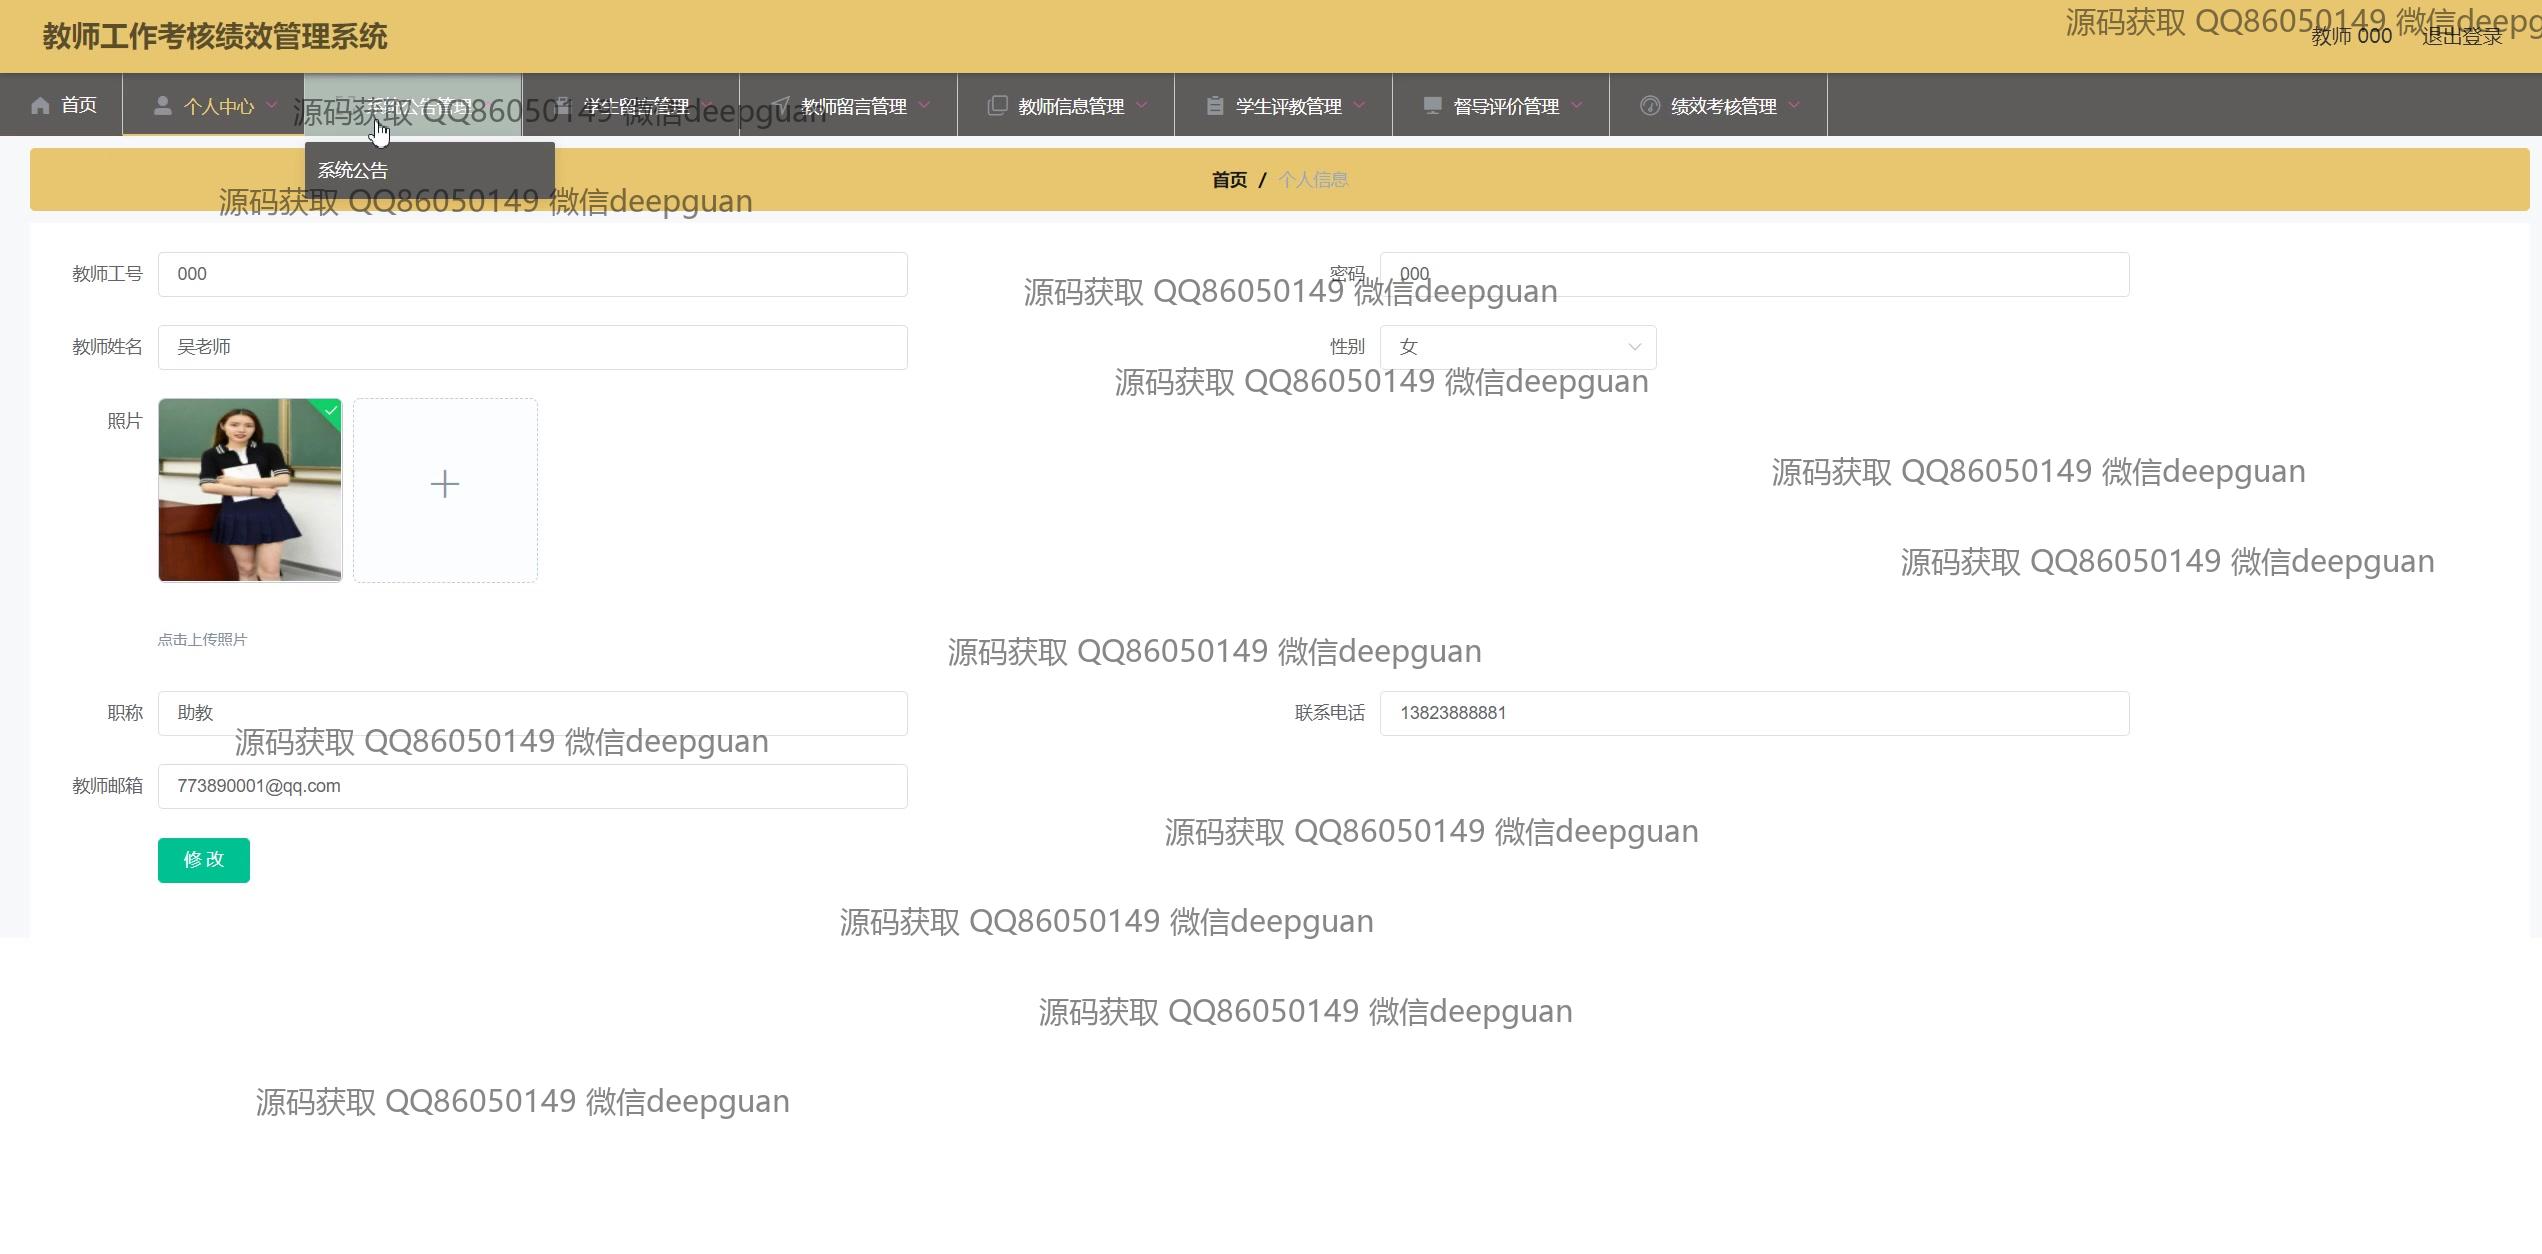 教师工作考核绩效管理系统
源码获取 QQ86050149 微信deepg
教师 000 退出登录
首页 个人中心 系统公告管理 学生留言管理 教师留言管理 教师信息管理 学生评教管理 督导评价管理 绩效考核管理
源码获取 QQ86050149 微信deepguan
系统公告
首页 / 个人信息
源码获取 QQ86050149 微信deepguan
教师工号 000 密码 000
源码获取 QQ86050149 微信deepguan
教师姓名 吴老师 性别 女
源码获取 QQ86050149 微信deepguan
照片
源码获取 QQ86050149 微信deepguan
源码获取 QQ86050149 微信deepguan
点击上传照片
源码获取 QQ86050149 微信deepguan
职称 助教 联系电话 13823888881
源码获取 QQ86050149 微信deepguan
教师邮箱 773890001@qq.com
源码获取 QQ86050149 微信deepguan
修改
源码获取 QQ86050149 微信deepguan
源码获取 QQ86050149 微信deepguan
源码获取 QQ86050149 微信deepguan